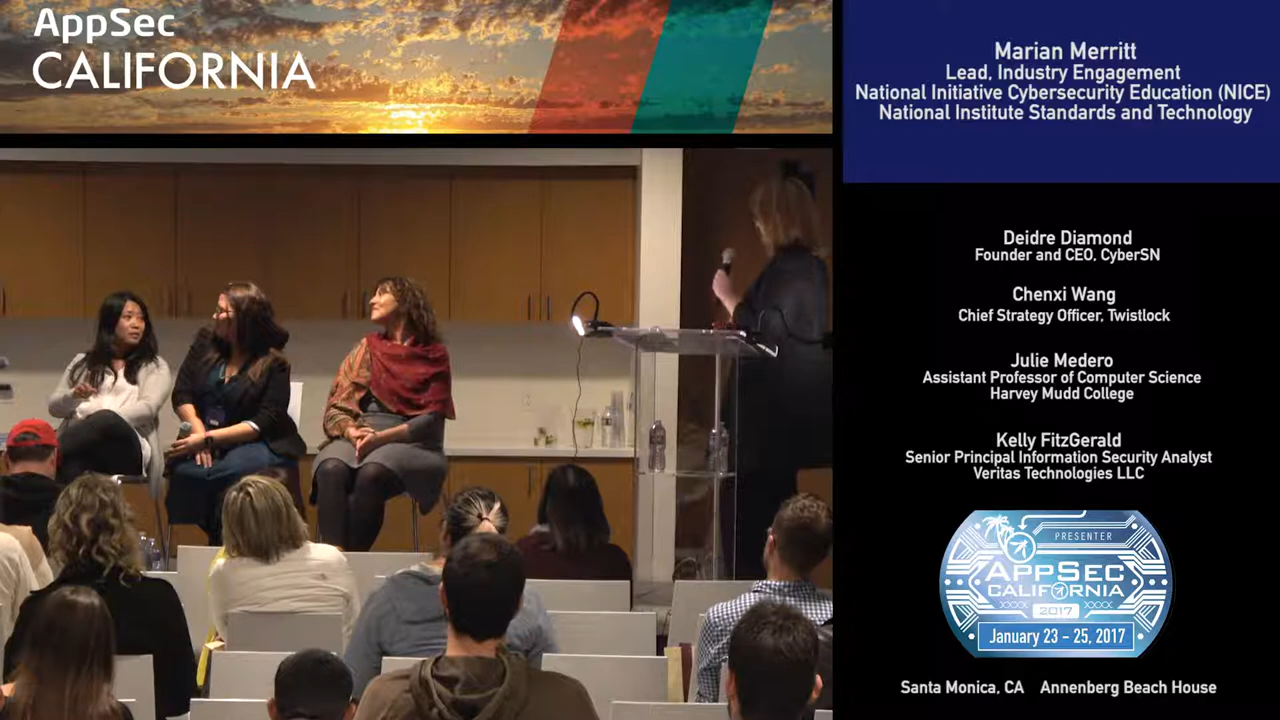 AppSec
CALIFORNIA
Marian Merritt
Lead, Industry Engagement
National Initiative Cybersecurity Education (NICE)
National Institute Standards and Technology
Deidre Diamond
Founder and CEO, CyberSN
Chenxi Wang
Chief Strategy Officer, Twistlock
Julie Medero
Assistant Professor of Computer Science
Harvey Mudd College
Kelly FitzGerald
Senior Principal Information Security Analyst
Veritas Technologies LLC
PRESENTER
APPSEC
CALIFORNIA
2017
January 23 – 25, 2017
Santa Monica, CA Annenberg Beach House